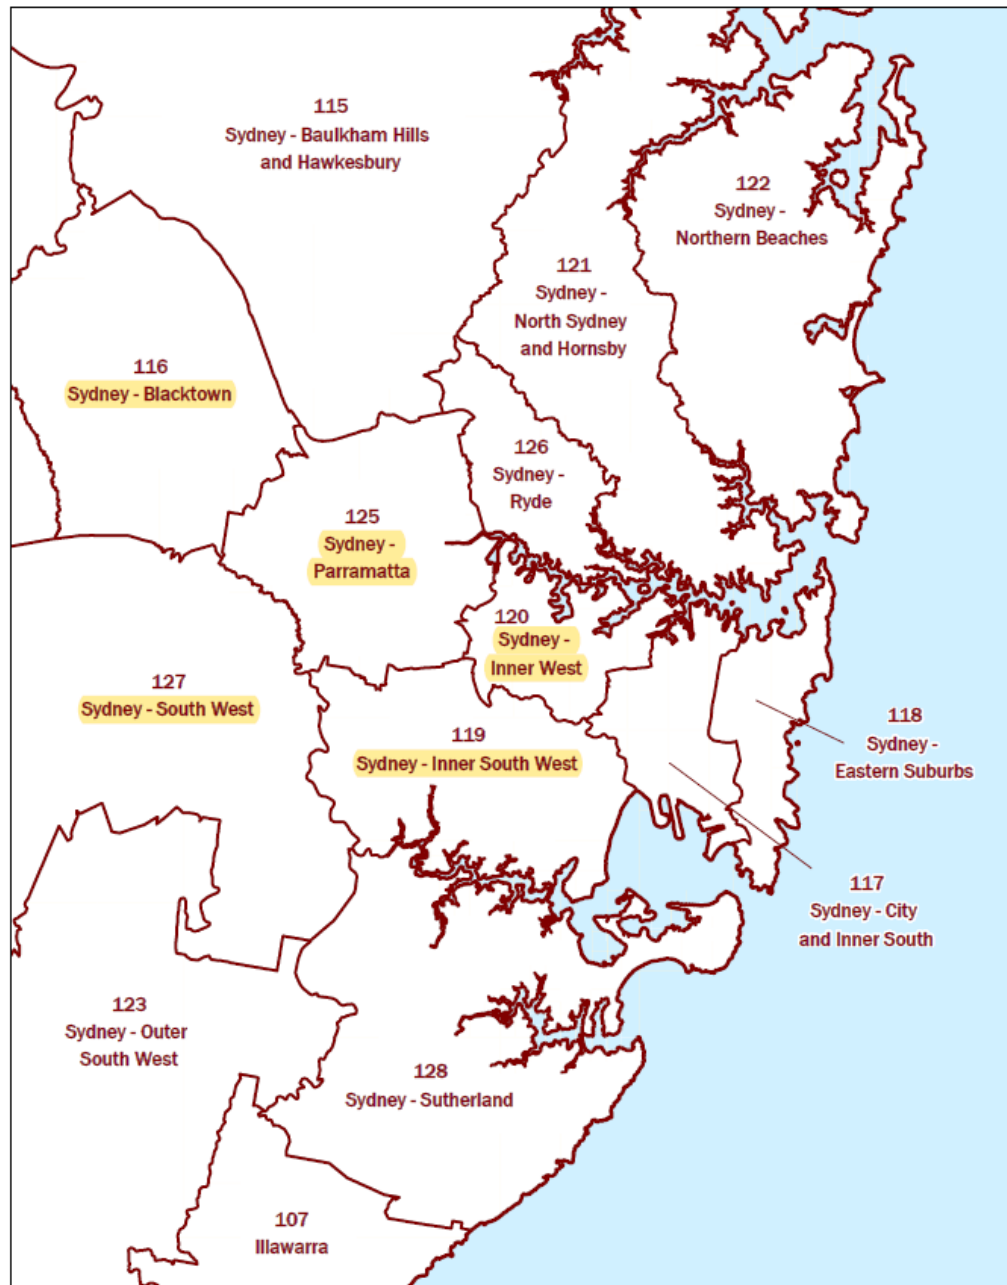 115
Sydney - Baulkham Hills
and Hawkesbury
122
Sydney -
Northern Beaches
121
Sydney -
North Sydney
and Hornsby
116
Sydney - Blacktown
126
Sydney -
Ryde
125
Sydney -
Parramatta
120
Sydney -
Inner West
127
Sydney - South West
119
Sydney - Inner South West
118
Sydney -
Eastern Suburbs
117
Sydney - City
and Inner South
123
Sydney - Outer
South West
128
Sydney - Sutherland
107
Illawarra